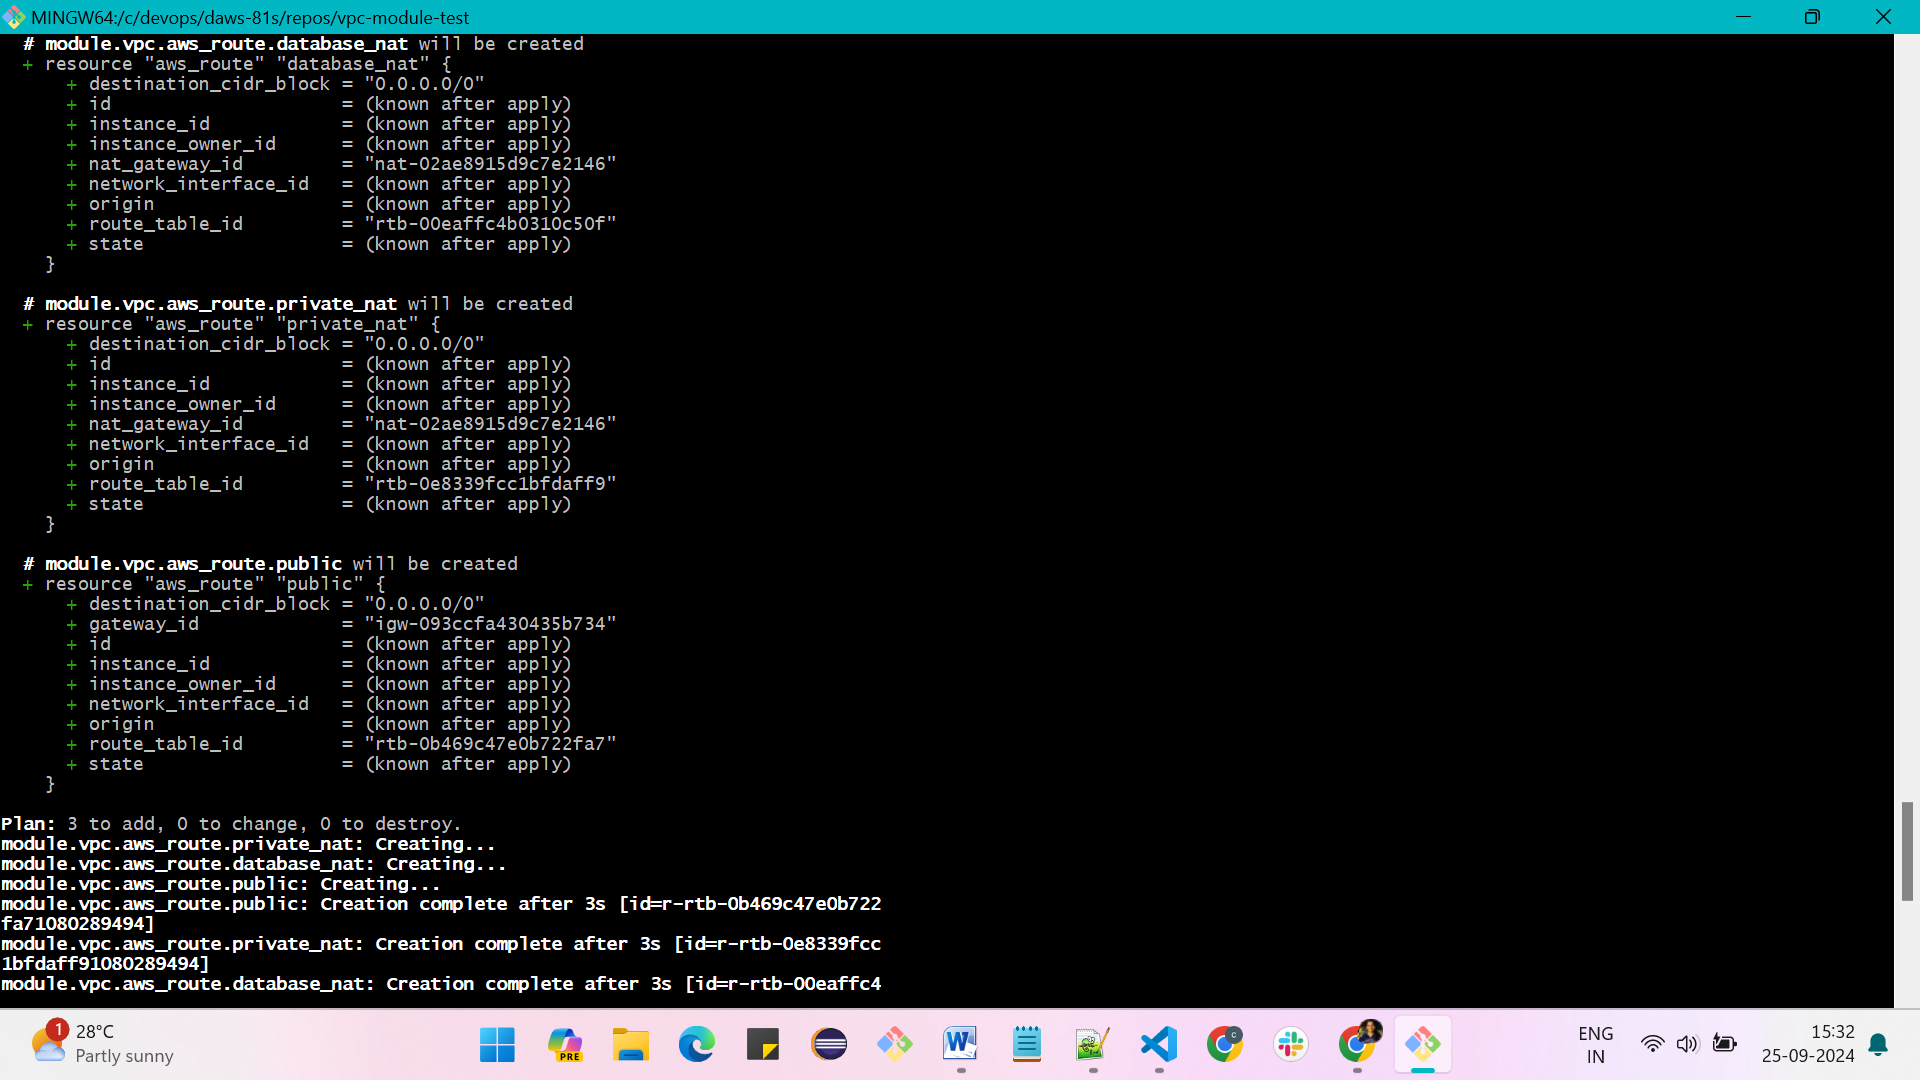 MINGW64:/c/devops/daws-81s/repos/vpc-module-test
# module.vpc.aws_route.database_nat will be created
+ resource "aws_route" "database_nat" {
+ destination_cidr_block = "0.0.0.0/0"
+ id = (known after apply)
+ instance_id = (known after apply)
+ instance_owner_id = (known after apply)
+ nat_gateway_id = "nat-02ae8915d9c7e2146"
+ network_interface_id = (known after apply)
+ origin = (known after apply)
+ route_table_id = "rtb-00eaffc4b0310c50f"
+ state = (known after apply)
}
# module.vpc.aws_route.private_nat will be created
+ resource "aws_route" "private_nat" {
+ destination_cidr_block = "0.0.0.0/0"
+ id = (known after apply)
+ instance_id = (known after apply)
+ instance_owner_id = (known after apply)
+ nat_gateway_id = "nat-02ae8915d9c7e2146"
+ network_interface_id = (known after apply)
+ origin = (known after apply)
+ route_table_id = "rtb-0e8339fcc1bfdaff9"
+ state = (known after apply)
}
# module.vpc.aws_route.public will be created
+ resource "aws_route" "public" {
+ destination_cidr_block = "0.0.0.0/0"
+ gateway_id = "igw-093ccfa430435b734"
+ id = (known after apply)
+ instance_id = (known after apply)
+ instance_owner_id = (known after apply)
+ network_interface_id = (known after apply)
+ origin = (known after apply)
+ route_table_id = "rtb-0b469c47e0b722fa7"
+ state = (known after apply)
}
Plan: 3 to add, 0 to change, 0 to destroy.
module.vpc.aws_route.private_nat: Creating...
module.vpc.aws_route.database_nat: Creating...
module.vpc.aws_route.public: Creating...
module.vpc.aws_route.public: Creation complete after 3s [id=r-rtb-0b469c47e0b722
fa71080289494]
module.vpc.aws_route.private_nat: Creation complete after 3s [id=r-rtb-0e8339fcc
1bfdaff91080289494]
module.vpc.aws_route.database_nat: Creation complete after 3s [id=r-rtb-00eaffc4
1
28°C
Partly sunny
PRE
W
C
ENG
IN
15:32
25-09-2024